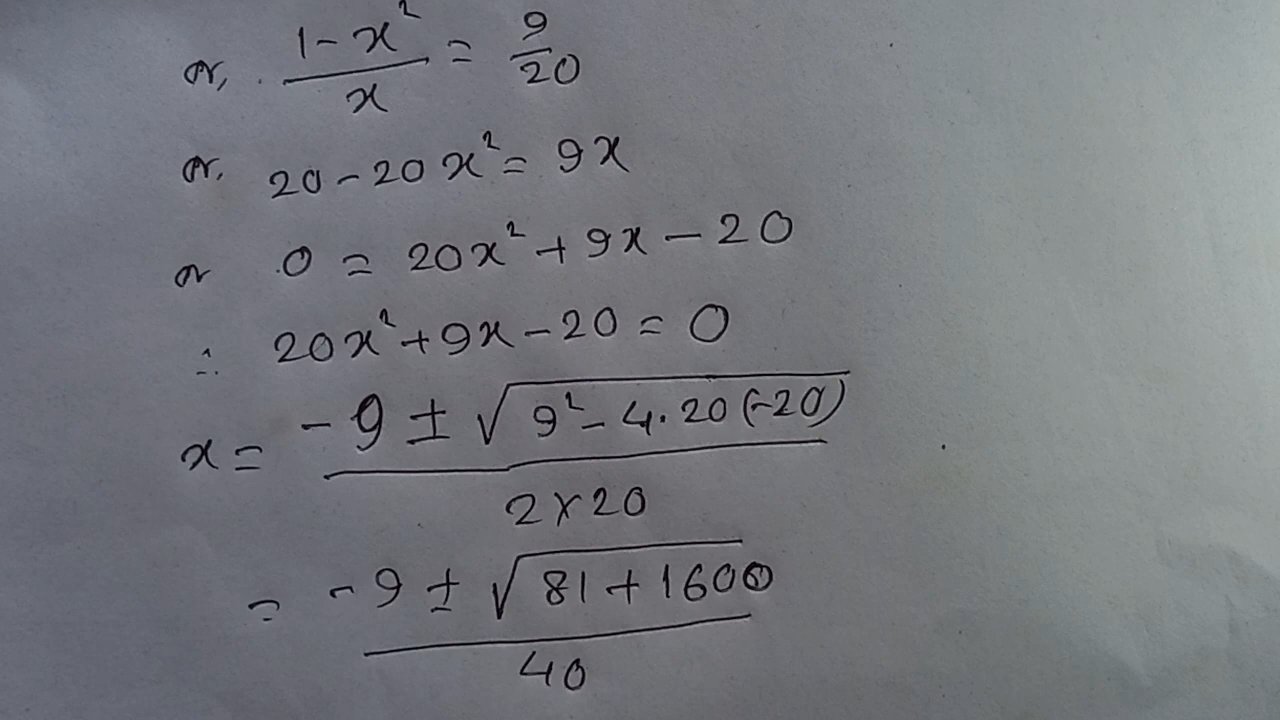 or, (1-x²)/x = 9/20
or. 20-20x² = 9x
or 0 = 20x²+9x-20
∴ 20x²+9x-20=0
x = (-9±√(9²-4.20(-20)))/(2×20)
= (-9±√(81+1600))/40